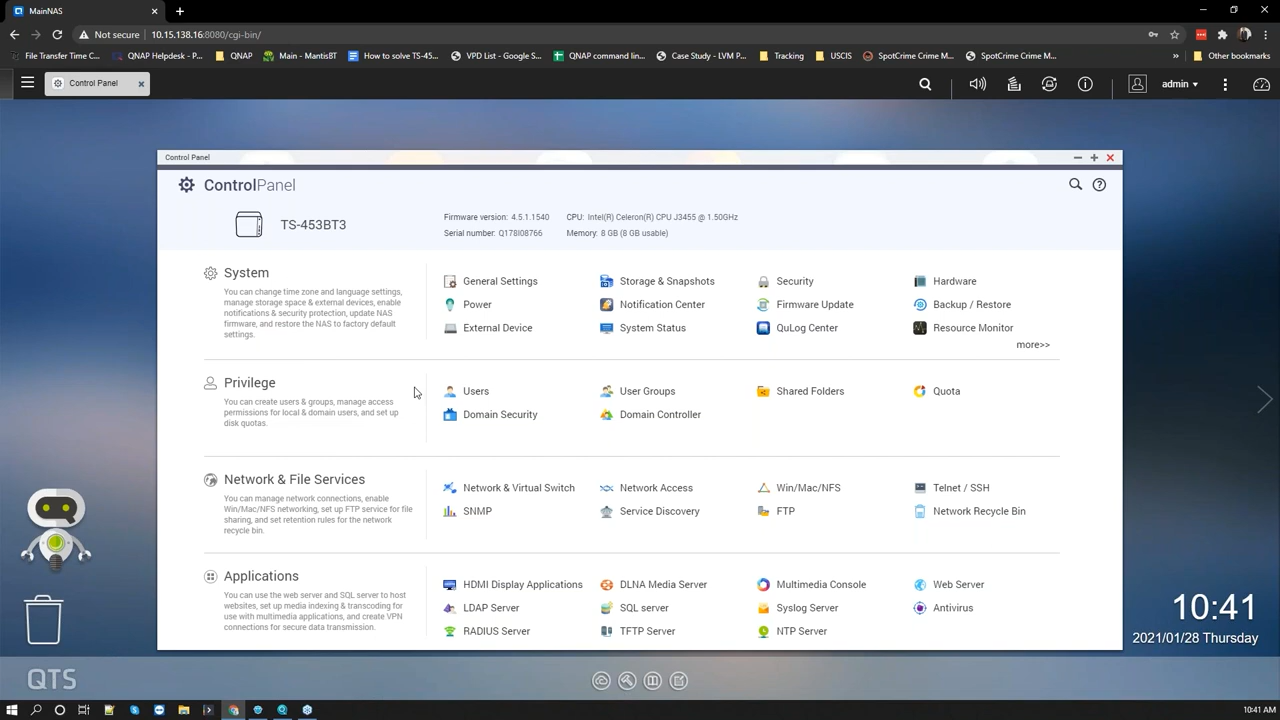 MainNAS
Not secure 10.15.138.16:8080/cgi-bin/
File Transfer Time C... QNAP Helpdesk - P... QNAP Main - MantisBT How to solve TS-45... VPD List - Google S... QNAP command lin... Case Study - LVM P... Tracking USCIS SpotCrime Crime M... SpotCrime Crime M... » Other bookmarks
Control Panel
admin
Control Panel
ControlPanel
TS-453BT3
Firmware version: 4.5.1.1540 CPU: Intel(R) Celeron(R) CPU J3455 @ 1.50GHz
Serial number: Q178I08766 Memory: 8 GB (8 GB usable)
System
You can change time zone and language settings,
manage storage space & external devices, enable
notifications & security protection, update NAS
firmware, and restore the NAS to factory default
settings.
General Settings Storage & Snapshots Security Hardware
Power Notification Center Firmware Update Backup / Restore
External Device System Status QuLog Center Resource Monitor
more>>
Privilege
You can create users & groups, manage access
permissions for local & domain users, and set up
disk quotas.
Users User Groups Shared Folders Quota
Domain Security Domain Controller
Network & File Services
You can manage network connections, enable
Win/Mac/NFS networking, set up FTP service for file
sharing, and set retention rules for the network
recycle bin.
Network & Virtual Switch Network Access Win/Mac/NFS Telnet / SSH
SNMP Service Discovery FTP Network Recycle Bin
Applications
You can use the web server and SQL server to host
websites, set up media indexing & transcoding for
use with multimedia applications, and create VPN
connections for secure data transmission.
HDMI Display Applications DLNA Media Server Multimedia Console Web Server
LDAP Server SQL server Syslog Server Antivirus
RADIUS Server TFTP Server NTP Server
10:41
2021/01/28 Thursday
QTS
10:41 AM